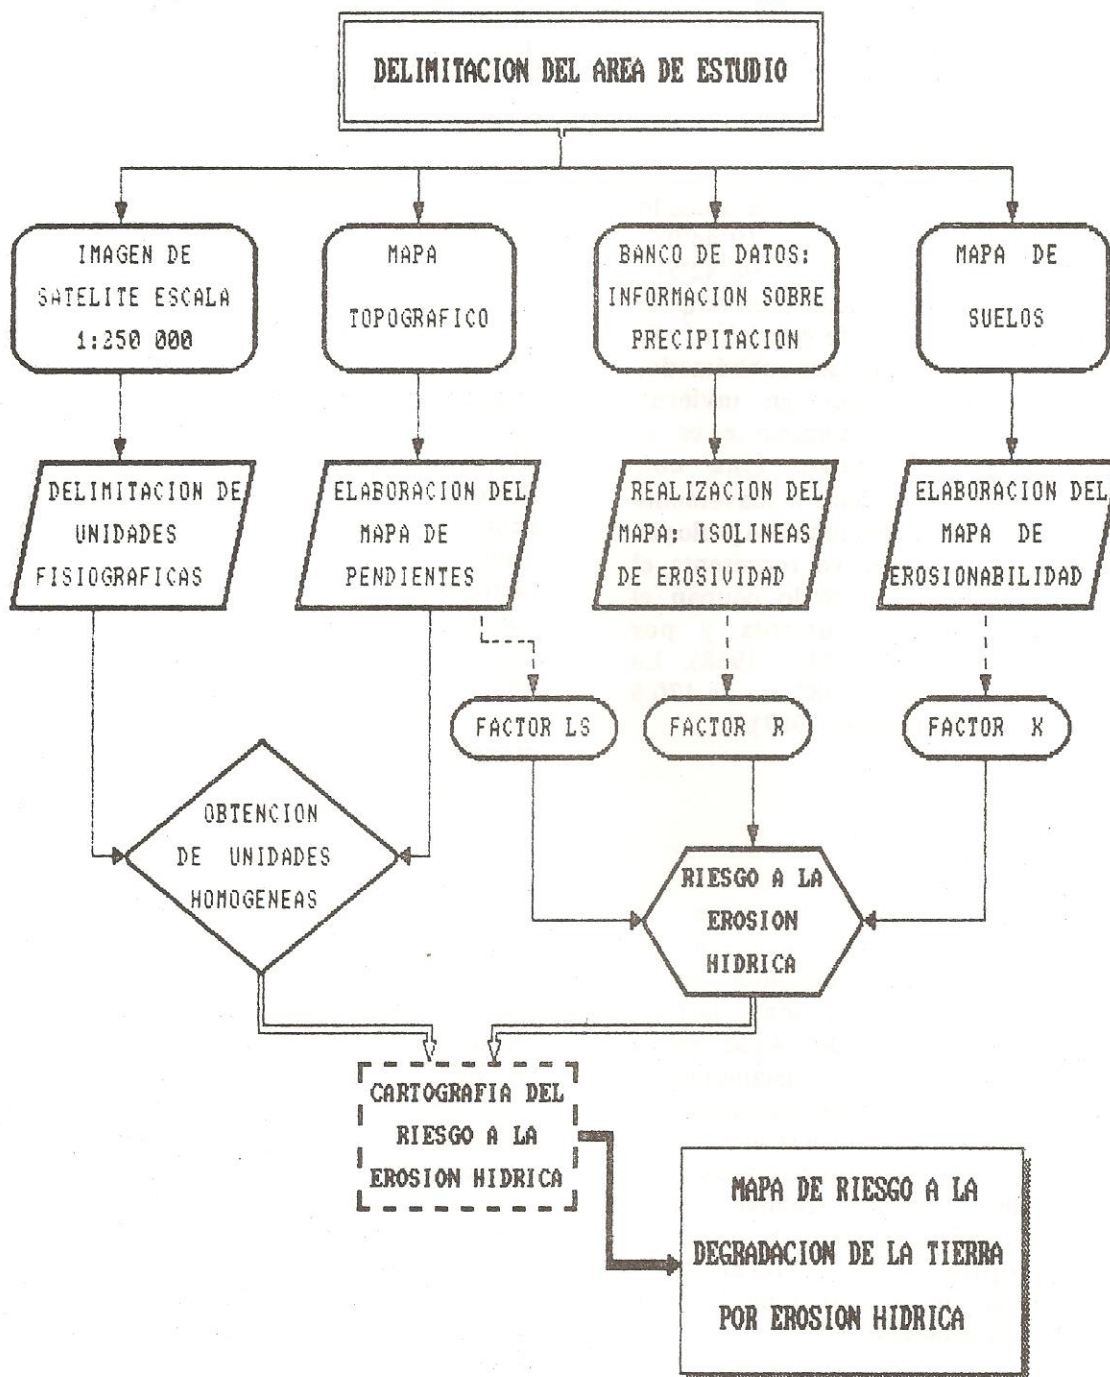 DELIMITACION DEL AREA DE ESTUDIO
IMAGEN DE
SATELITE ESCALA
1:250 000
MAPA
TOPOGRAFICO
BANCO DE DATOS:
INFORMACION SOBRE
PRECIPITACION
MAPA DE
SUELOS
DELIMITACION DE
UNIDADES
FISIOGRAFICAS
ELABORACION DEL
MAPA DE
PENDIENTES
REALIZACION DEL
MAPA: ISOLINEAS
DE EROSIVIDAD
ELABORACION DEL
MAPA DE
EROSIONABILIDAD
FACTOR LS
FACTOR R
FACTOR K
OBTENCION
DE UNIDADES
HOMOGENEAS
RIESGO A LA
EROSION
HIDRICA
CARTOGRAFIA DEL
RIESGO A LA
EROSION HIDRICA
MAPA DE RIESGO A LA
DEGRADACION DE LA TIERRA
POR EROSION HIDRICA